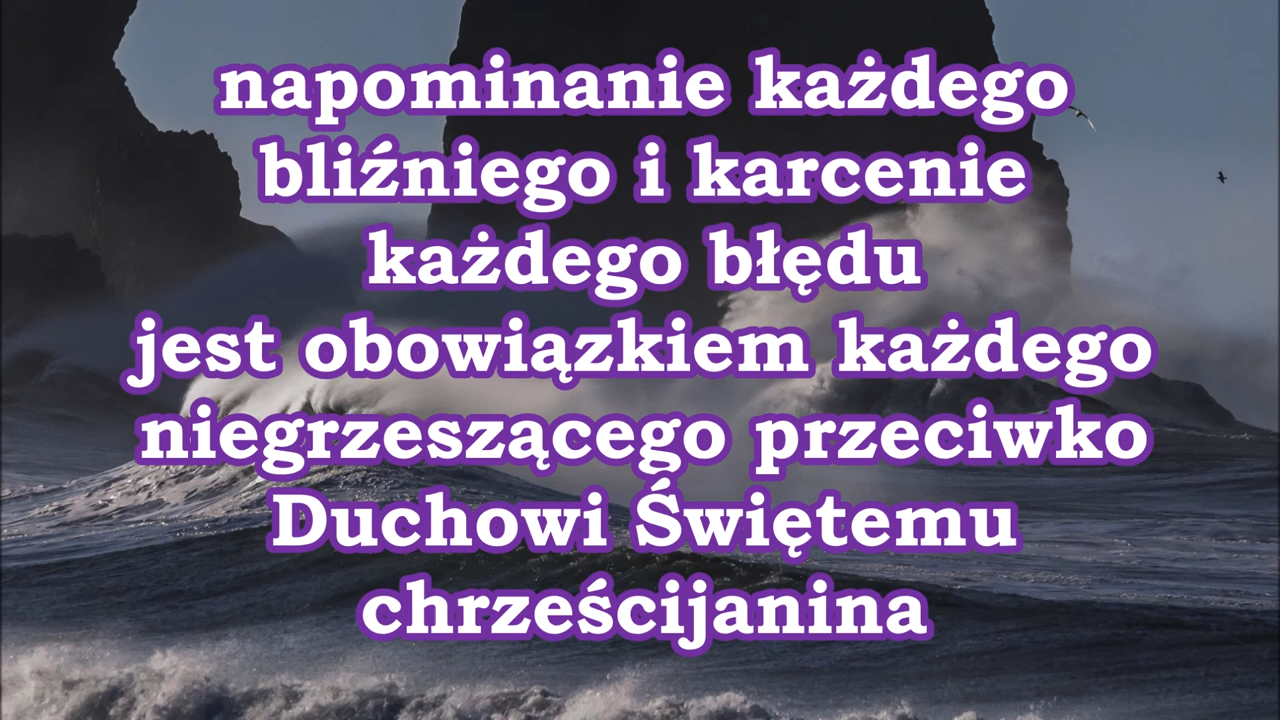 napominanie każdego
bliźniego i karcenie
każdego błędu
jest obowiązkiem każdego
niegrzeszącego przeciwko
Duchowi Świętemu
chrześcijanina